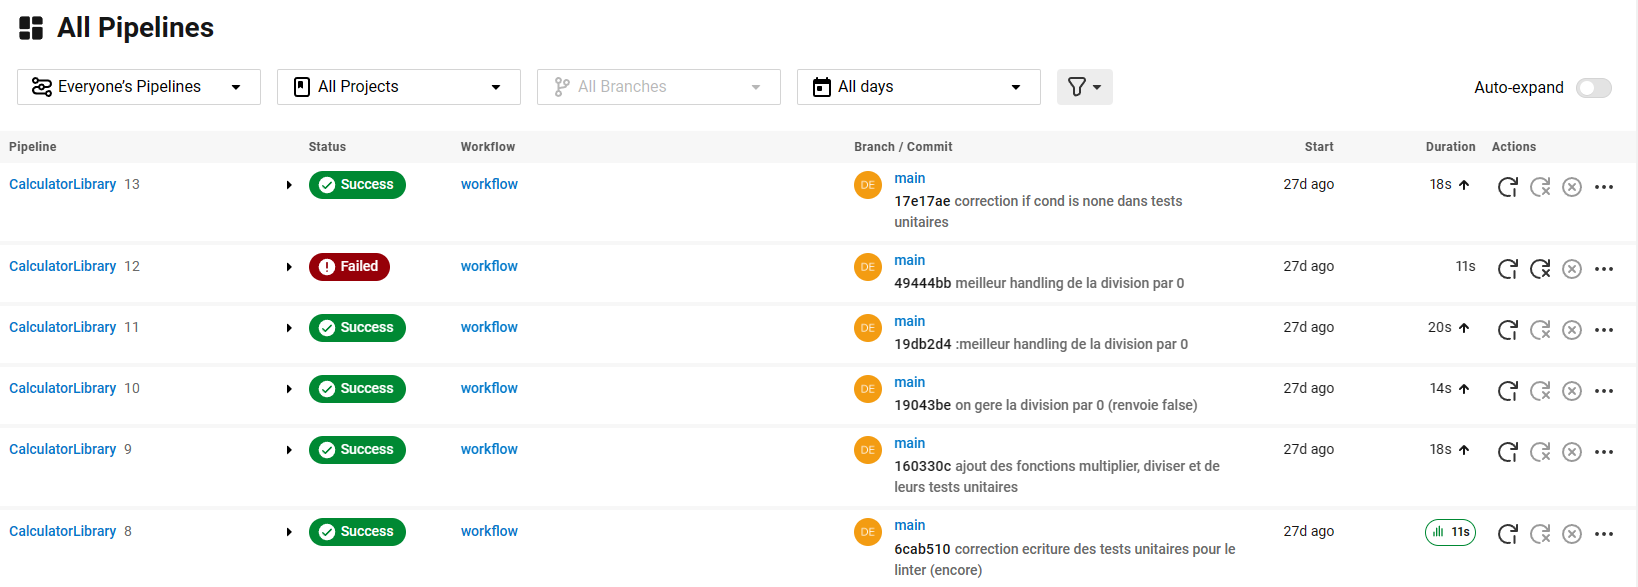 All Pipelines
Everyone's Pipelines
All Projects
All Branches
All days
Auto-expand
Pipeline Status Workflow Branch / Commit Start Duration Actions
CalculatorLibrary 13 Success workflow DE main 27d ago 18s
17e17ae correction if cond is none dans tests
unitaires
CalculatorLibrary 12 Failed workflow DE main 27d ago 11s
49444bb meilleur handling de la division par 0
CalculatorLibrary 11 Success workflow DE main 27d ago 20s
19db2d4 :meilleur handling de la division par 0
CalculatorLibrary 10 Success workflow DE main 27d ago 14s
19043be on gere la division par 0 (renvoie false)
CalculatorLibrary 9 Success workflow DE main 27d ago 18s
160330c ajout des fonctions multiplier, diviser et de
leurs tests unitaires
CalculatorLibrary 8 Success workflow DE main 27d ago 11s
6cab510 correction ecriture des tests unitaires pour le
linter (encore)